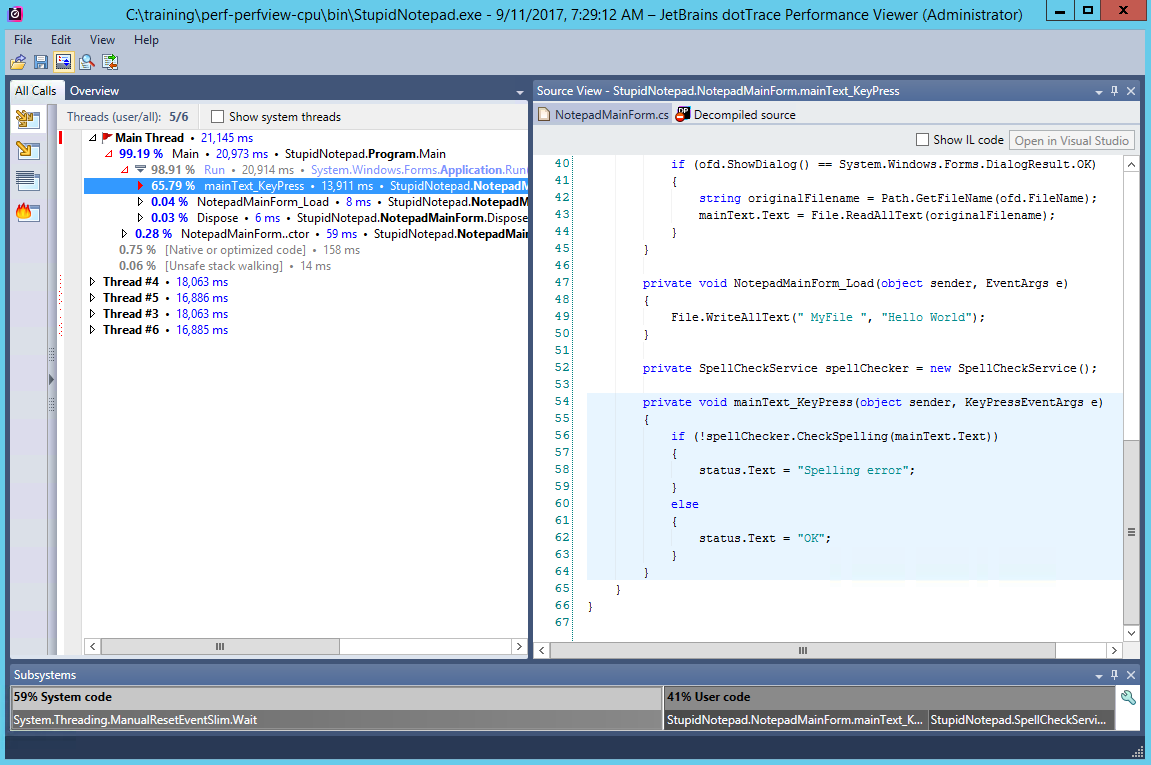 C:\training\perf-perfview-cpu\bin\StupidNotepad.exe - 9/11/2017, 7:29:12 AM – JetBrains dotTrace Performance Viewer (Administrator)
File Edit View Help
All Calls Overview
Threads (user/all): 5/6 Show system threads
Main Thread • 21,145 ms
99.19 % Main • 20,973 ms • StupidNotepad.Program.Main
98.91 % Run • 20,914 ms • System.Windows.Forms.Application.Run(
65.79 % mainText_KeyPress • 13,911 ms • StupidNotepad.NotepadM
0.04 % NotepadMainForm_Load • 8 ms • StupidNotepad.NotepadM
0.03 % Dispose • 6 ms • StupidNotepad.NotepadMainForm.Dispose
0.28 % NotepadMainForm..ctor • 59 ms • StupidNotepad.NotepadMain
0.75 % [Native or optimized code] • 158 ms
0.06 % [Unsafe stack walking] • 14 ms
Thread #4 • 18,063 ms
Thread #5 • 16,886 ms
Thread #3 • 18,063 ms
Thread #6 • 16,885 ms
Source View - StupidNotepad.NotepadMainForm.mainText_KeyPress
NotepadMainForm.cs Decompiled source
Show IL code Open in Visual Studio
40 if (ofd.ShowDialog() == System.Windows.Forms.DialogResult.OK)
41 {
42 string originalFilename = Path.GetFileName(ofd.FileName);
43 mainText.Text = File.ReadAllText(originalFilename);
44 }
45 }
46
47 private void NotepadMainForm_Load(object sender, EventArgs e)
48 {
49 File.WriteAllText(" MyFile ", "Hello World");
50 }
51
52 private SpellCheckService spellChecker = new SpellCheckService();
53
54 private void mainText_KeyPress(object sender, KeyPressEventArgs e)
55 {
56 if (!spellChecker.CheckSpelling(mainText.Text))
57 {
58 status.Text = "Spelling error";
59 }
60 else
61 {
62 status.Text = "OK";
63 }
64 }
65 }
66 }
67
Subsystems
59% System code 41% User code
System.Threading.ManualResetEventSlim.Wait StupidNotepad.NotepadMainForm.mainText_K... StupidNotepad.SpellCheckServi...